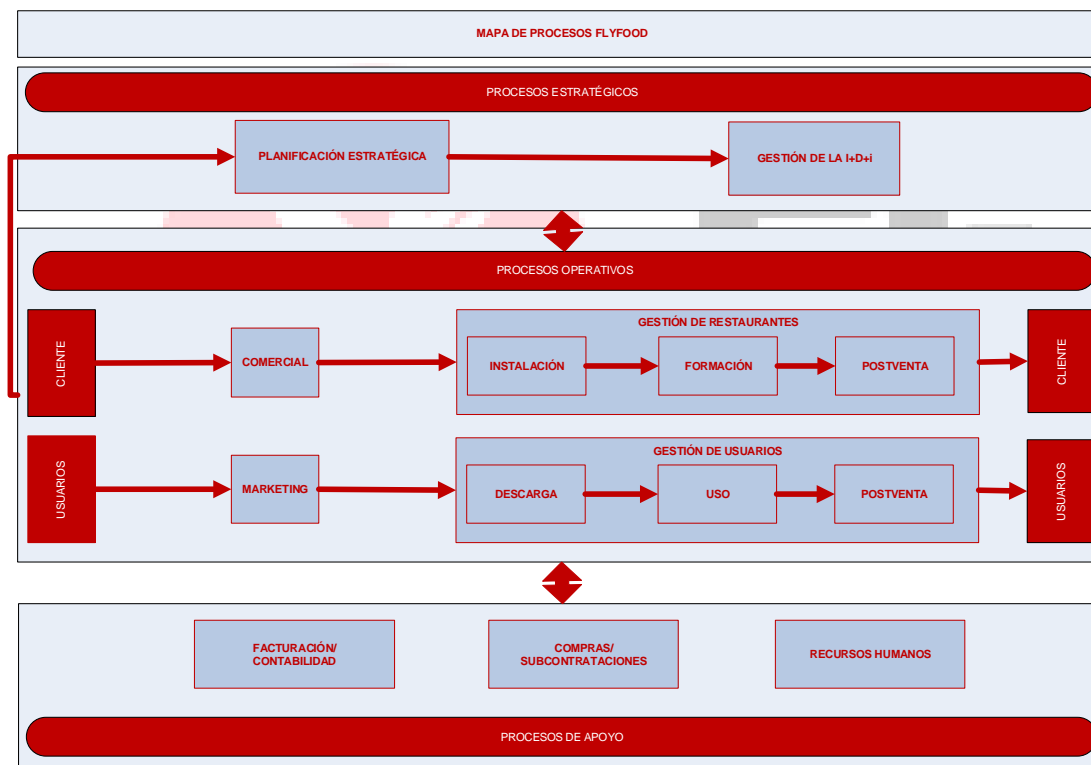 MAPA DE PROCESOS FLYFOOD
PROCESOS ESTRATÉGICOS
PLANIFICACIÓN ESTRATÉGICA
GESTIÓN DE LA I+D+i
PROCESOS OPERATIVOS
CLIENTE
COMERCIAL
GESTIÓN DE RESTAURANTES
INSTALACIÓN
FORMACIÓN
POSTVENTA
CLIENTE
USUARIOS
MARKETING
GESTIÓN DE USUARIOS
DESCARGA
USO
POSTVENTA
USUARIOS
FACTURACIÓN/
CONTABILIDAD
COMPRAS/
SUBCONTRATACIONES
RECURSOS HUMANOS
PROCESOS DE APOYO